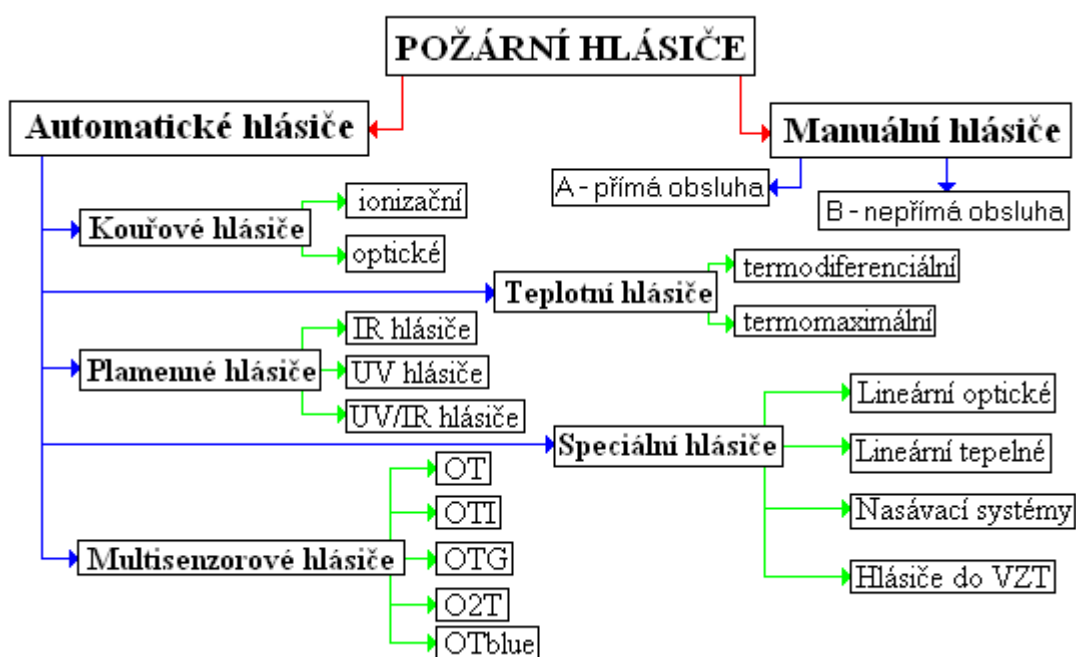 POŽÁRNÍ HLÁSIČE
Automatické hlásiče
Manuální hlásiče
A - přímá obsluha
B - nepřímá obsluha
Kouřové hlásiče
ionizační
optické
Teplotní hlásiče
termodiferenciální
termomaximální
Plamenné hlásiče
IR hlásiče
UV hlásiče
UV/IR hlásiče
Speciální hlásiče
Lineární optické
Lineární tepelné
Nasávací systémy
Hlásiče do VZT
Multisenzorové hlásiče
OT
OTI
OTG
O2T
OTblue